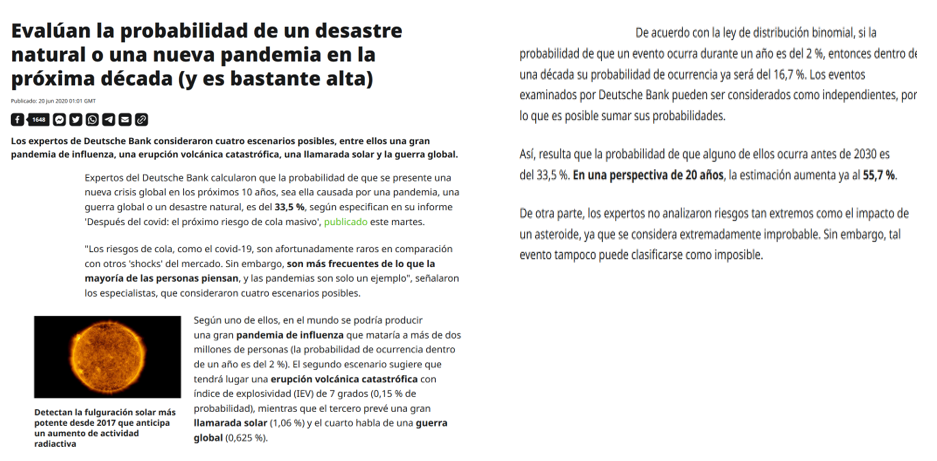 Evalúan la probabilidad de un desastre
natural o una nueva pandemia en la
próxima década (y es bastante alta)
Publicado: 20 jun 2020 01:01 GMT
1648
Los expertos de Deutsche Bank consideraron cuatro escenarios posibles, entre ellos una gran
pandemia de influenza, una erupción volcánica catastrófica, una llamarada solar y la guerra global.
Expertos del Deutsche Bank calcularon que la probabilidad de que se presente una
nueva crisis global en los próximos 10 años, sea ella causada por una pandemia, una
guerra global o un desastre natural, es del 33,5 %, según especifican en su informe
'Después del covid: el próximo riesgo de cola masivo', publicado este martes.
"Los riesgos de cola, como el covid-19, son afortunadamente raros en comparación
con otros 'shocks' del mercado. Sin embargo, son más frecuentes de lo que la
mayoría de las personas piensan, y las pandemias son solo un ejemplo", señalaron
los especialistas, que consideraron cuatro escenarios posibles.
Según uno de ellos, en el mundo se podría producir
una gran pandemia de influenza que mataría a más de dos
millones de personas (la probabilidad de ocurrencia dentro
de un año es del 2 %). El segundo escenario sugiere que
tendrá lugar una erupción volcánica catastrófica con
índice de explosividad (IEV) de 7 grados (0,15 % de
probabilidad), mientras que el tercero prevé una gran
llamarada solar (1,06 %) y el cuarto habla de una guerra
global (0,625 %).
Detectan la fulguración solar más
potente desde 2017 que anticipa
un aumento de actividad
radiactiva
De acuerdo con la ley de distribución binomial, si la
probabilidad de que un evento ocurra durante un año es del 2 %, entonces dentro de
una década su probabilidad de ocurrencia ya será del 16,7 %. Los eventos
examinados por Deutsche Bank pueden ser considerados como independientes, por
lo que es posible sumar sus probabilidades.
Así, resulta que la probabilidad de que alguno de ellos ocurra antes de 2030 es
del 33,5 %. En una perspectiva de 20 años, la estimación aumenta ya al 55,7 %.
De otra parte, los expertos no analizaron riesgos tan extremos como el impacto de
un asteroide, ya que se considera extremadamente improbable. Sin embargo, tal
evento tampoco puede clasificarse como imposible.